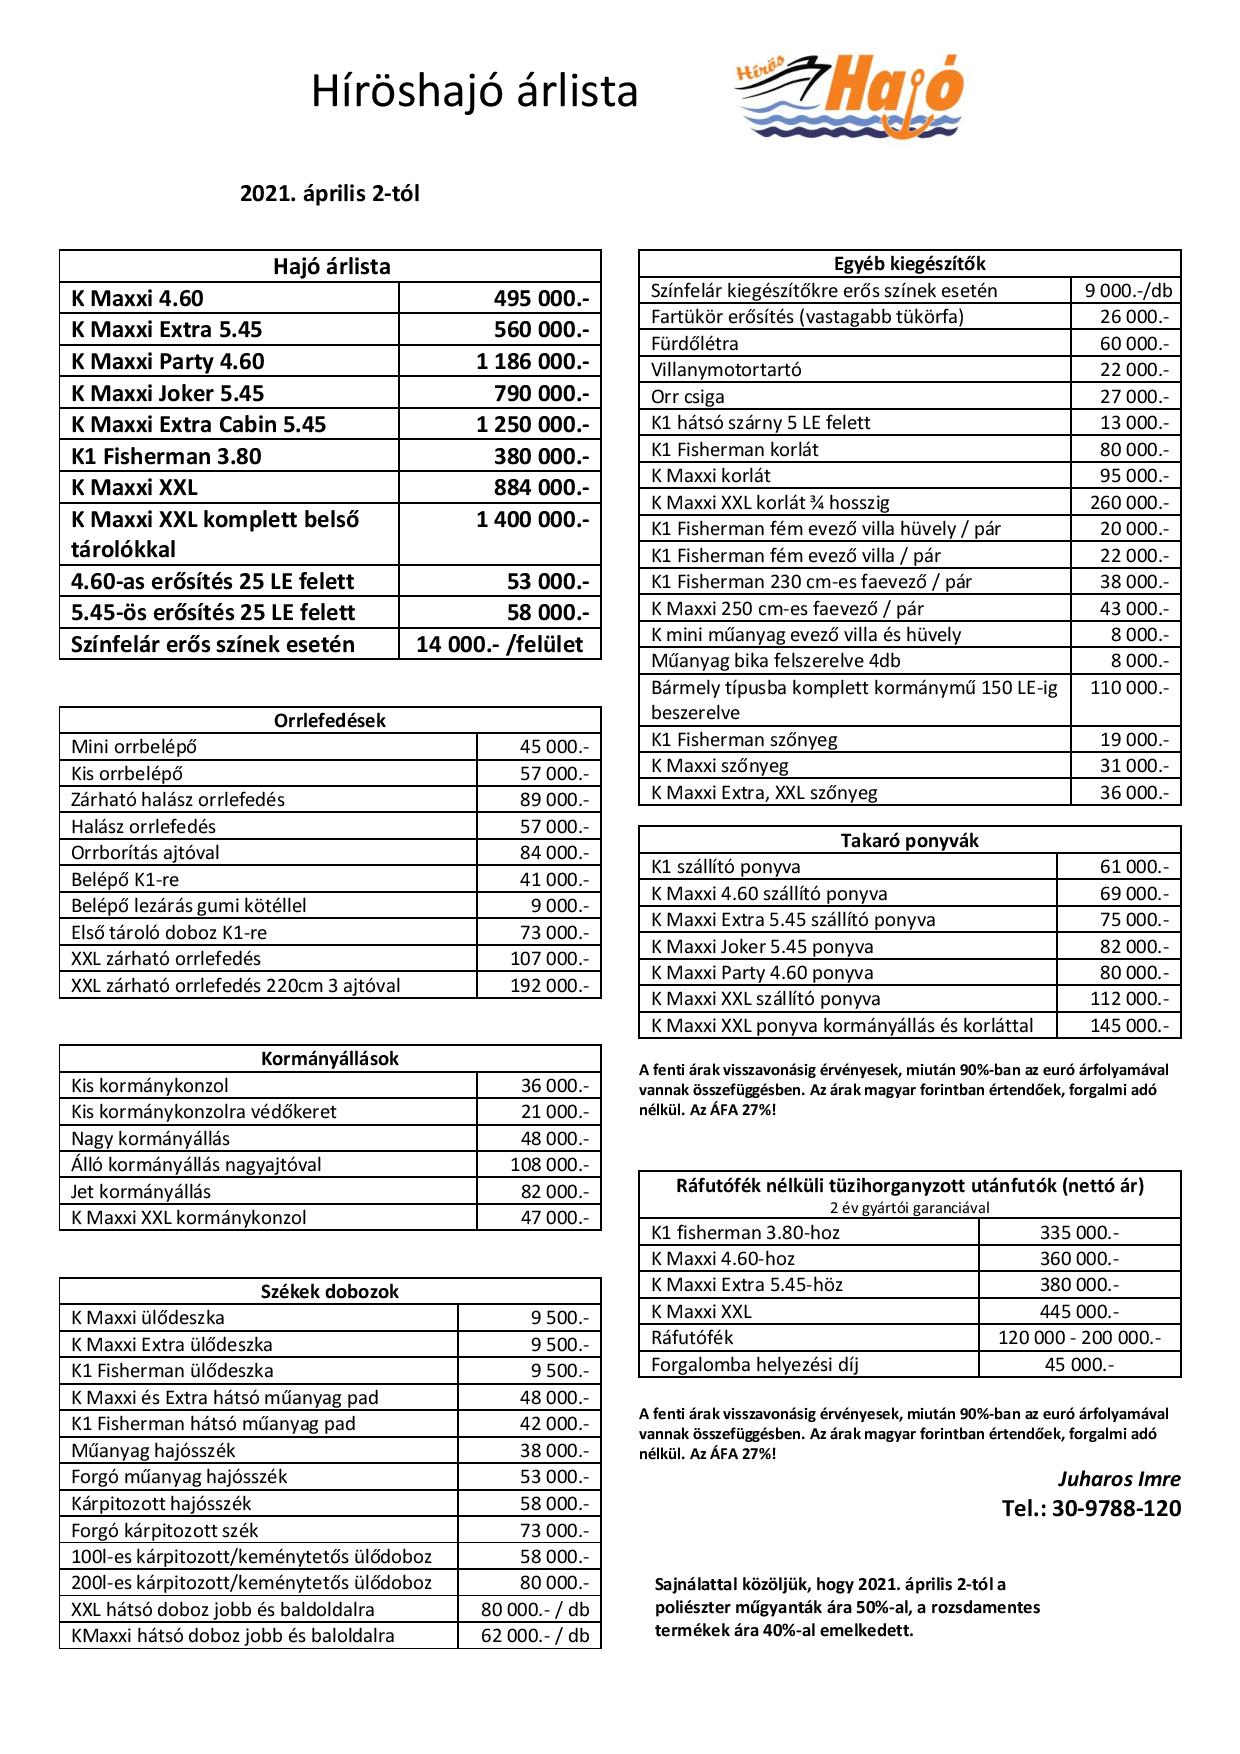 Híröshajó árlista
Hírös Hajó
2021. április 2-tól
Hajó árlista
K Maxxi 4.60 495 000.-
K Maxxi Extra 5.45 560 000.-
K Maxxi Party 4.60 1 186 000.-
K Maxxi Joker 5.45 790 000.-
K Maxxi Extra Cabin 5.45 1 250 000.-
K1 Fisherman 3.80 380 000.-
K Maxxi XXL 884 000.-
K Maxxi XXL komplett belső 1 400 000.-
tárolókkal
4.60-as erősítés 25 LE felett 53 000.-
5.45-ös erősítés 25 LE felett 58 000.-
Színfelár erős színek esetén 14 000.- /felület
Orrlefedések
Mini orrbelépő 45 000.-
Kis orrbelépő 57 000.-
Zárható halász orrlefedés 89 000.-
Halász orrlefedés 57 000.-
Orrborítás ajtóval 84 000.-
Belépő K1-re 41 000.-
Belépő lezárás gumi kötéllel 9 000.-
Első tároló doboz K1-re 73 000.-
XXL zárható orrlefedés 107 000.-
XXL zárható orrlefedés 220cm 3 ajtóval 192 000.-
Kormányállások
Kis kormánykonzol 36 000.-
Kis kormánykonzolra védőkeret 21 000.-
Nagy kormányállás 48 000.-
Álló kormányállás nagyajtóval 108 000.-
Jet kormányállás 82 000.-
K Maxxi XXL kormánykonzol 47 000.-
Székek dobozok
K Maxxi ülődeszka 9 500.-
K Maxxi Extra ülődeszka 9 500.-
K1 Fisherman ülődeszka 9 500.-
K Maxxi és Extra hátsó műanyag pad 48 000.-
K1 Fisherman hátsó műanyag pad 42 000.-
Műanyag hajósszék 38 000.-
Forgó műanyag hajósszék 53 000.-
Kárpitozott hajósszék 58 000.-
Forgó kárpitozott szék 73 000.-
100l-es kárpitozott/keménytetős ülődoboz 58 000.-
200l-es kárpitozott/keménytetős ülődoboz 80 000.-
XXL hátsó doboz jobb és baldoldalra 80 000.- / db
KMaxxi hátsó doboz jobb és baloldalra 62 000.- / db
Egyéb kiegészítők
Színfelár kiegészítőkre erős színek esetén 9 000.-/db
Fartükör erősítés (vastagabb tükörfa) 26 000.-
Fürdőlétra 60 000.-
Villanymotortartó 22 000.-
Orr csiga 27 000.-
K1 hátsó szárny 5 LE felett 13 000.-
K1 Fisherman korlát 80 000.-
K Maxxi korlát 95 000.-
K Maxxi XXL korlát ¾ hosszig 260 000.-
K1 Fisherman fém evező villa hüvely / pár 20 000.-
K1 Fisherman fém evező villa / pár 22 000.-
K1 Fisherman 230 cm-es faevező / pár 38 000.-
K Maxxi 250 cm-es faevező / pár 43 000.-
K mini műanyag evező villa és hüvely 8 000.-
Műanyag bika felszerelve 4db 8 000.-
Bármely típusba komplett kormánymű 150 LE-ig 110 000.-
beszerelve
K1 Fisherman szőnyeg 19 000.-
K Maxxi szőnyeg 31 000.-
K Maxxi Extra, XXL szőnyeg 36 000.-
Takaró ponyvák
K1 szállító ponyva 61 000.-
K Maxxi 4.60 szállító ponyva 69 000.-
K Maxxi Extra 5.45 szállító ponyva 75 000.-
K Maxxi Joker 5.45 ponyva 82 000.-
K Maxxi Party 4.60 ponyva 80 000.-
K Maxxi XXL szállító ponyva 112 000.-
K Maxxi XXL ponyva kormányállás és korláttal 145 000.-
A fenti árak visszavonásig érvényesek, miután 90%-ban az euró árfolyamával
vannak összefüggésben. Az árak magyar forintban értendőek, forgalmi adó
nélkül. Az ÁFA 27%!
Ráfutófék nélküli tüzihorganyzott utánfutók (nettó ár)
2 év gyártói garanciával
K1 fisherman 3.80-hoz 335 000.-
K Maxxi 4.60-hoz 360 000.-
K Maxxi Extra 5.45-höz 380 000.-
K Maxxi XXL 445 000.-
Ráfutófék 120 000 - 200 000.-
Forgalomba helyezési díj 45 000.-
A fenti árak visszavonásig érvényesek, miután 90%-ban az euró árfolyamával
vannak összefüggésben. Az árak magyar forintban értendőek, forgalmi adó
nélkül. Az ÁFA 27%!
Juharos Imre
Tel.: 30-9788-120
Sajnálattal közöljük, hogy 2021. április 2-tól a
poliészter műgyanták ára 50%-al, a rozsdamentes
termékek ára 40%-al emelkedett.